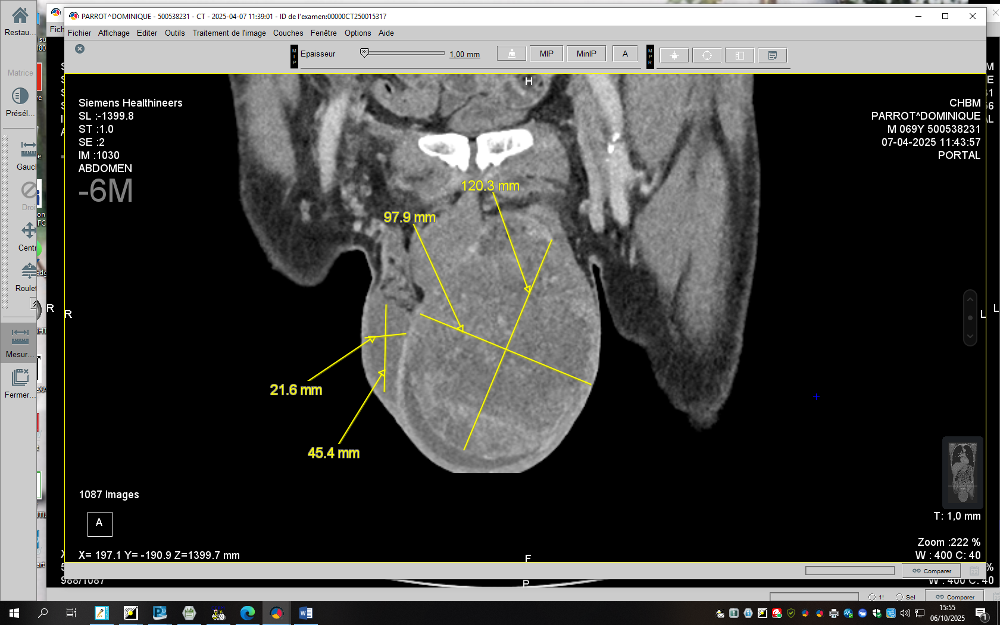 PARROT^DOMINIQUE - 500538231 - CT - 2025-04-07 11:39:01 - ID de l'examen:00000CT250015317
Fichier Affichage Editer Outils Traitement de l'image Couches Fenêtre Options Aide
Restau...
MIP
Epaisseur
1.00 mm
MIP
MinIP
A
MPR
Matrice
Présél...
Gaucl
Droi
Centr
Roulet
Mesur...
Fermer...
H
Siemens Healthineers
SL :-1399.8
ST :1.0
SE :2
IM :1030
ABDOMEN
-6M
CHBM
PARROT^DOMINIQUE
M 069Y 500538231
07-04-2025 11:43:57
PORTAL
120.3 mm
97.9 mm
21.6 mm
45.4 mm
R
R
L
L
1087 images
A
X= 197.1 Y= -190.9 Z=1399.7 mm
F
T: 1,0 mm
Zoom :222 %
W : 400 C: 40
Comparer
988/1087
P
W : 400 C: 40
1!
Sel
Comparer
15:55
06/10/2025
1